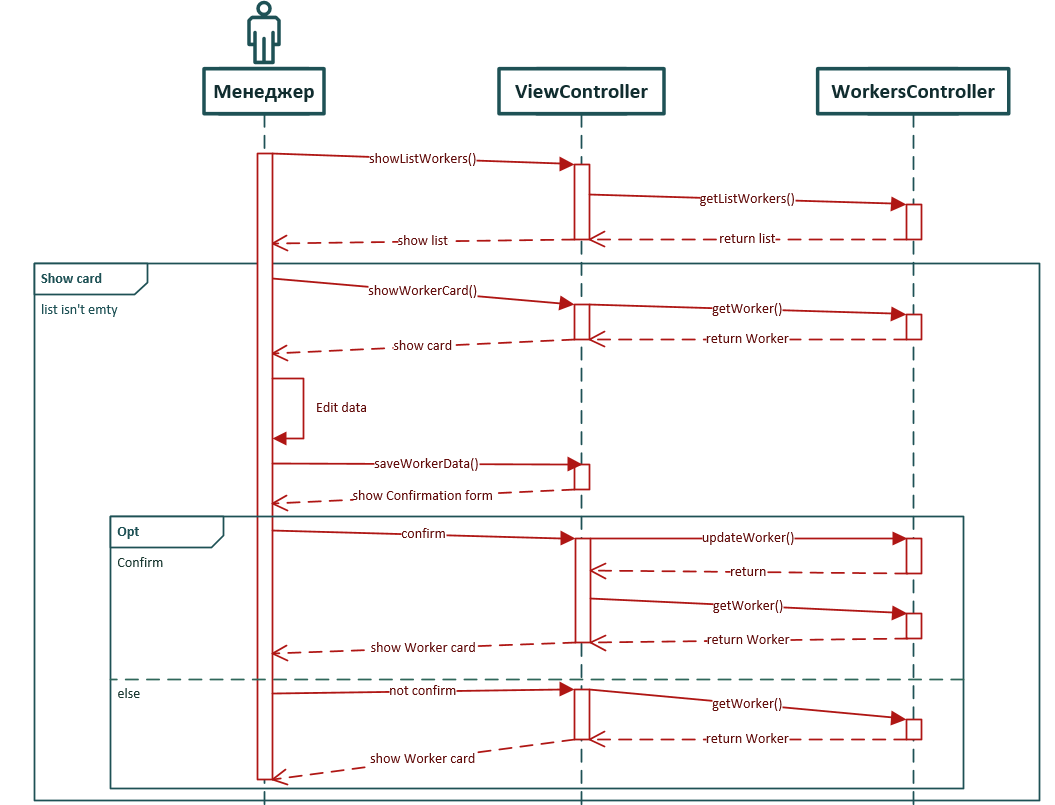 Менеджер
ViewController
WorkersController
showListWorkers()
getListWorkers()
return list
show list
Show card
list isn't emty
showWorkerCard()
getWorker()
return Worker
show card
Edit data
saveWorkerData()
show Confirmation form
Opt
Confirm
confirm
updateWorker()
return
getWorker()
return Worker
show Worker card
else
not confirm
getWorker()
return Worker
show Worker card